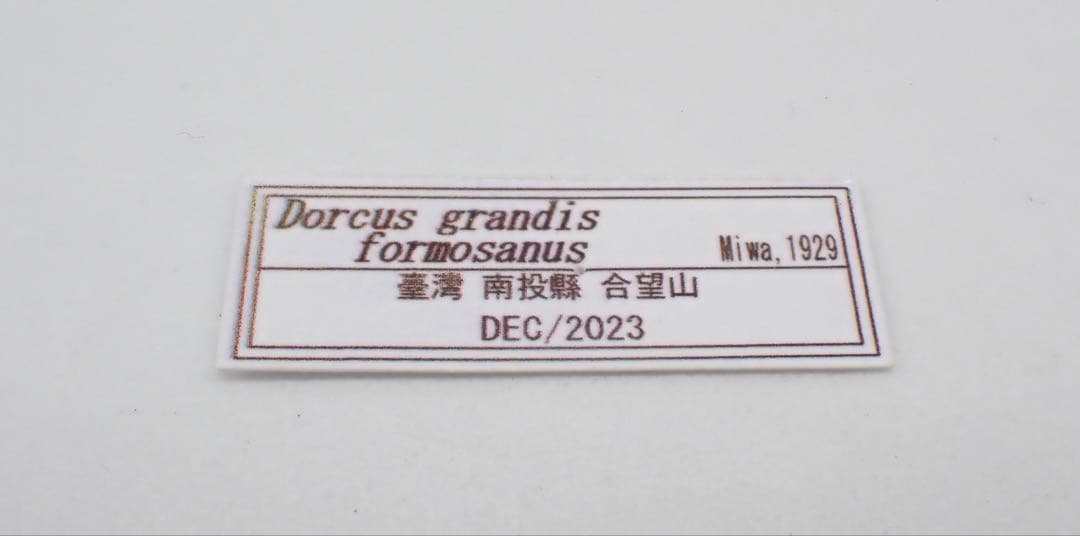 Dorcus grandis
formosanus Miwa, 1929
臺灣 南投縣 合望山
DEC/2023